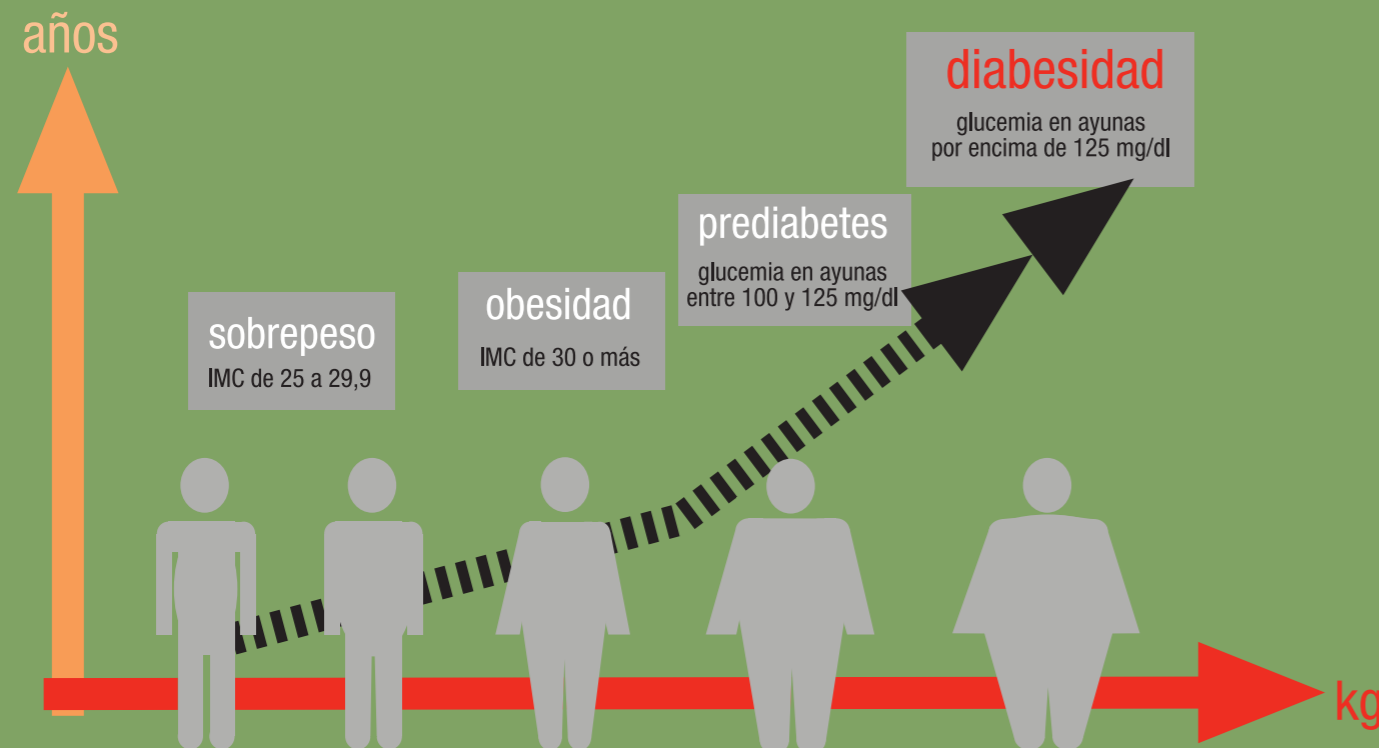 años
diabesidad
glucemia en ayunas
por encima de 125 mg/dl
prediabetes
glucemia en ayunas
entre 100 y 125 mg/dl
obesidad
IMC de 30 o más
sobrepeso
IMC de 25 a 29,9
kg